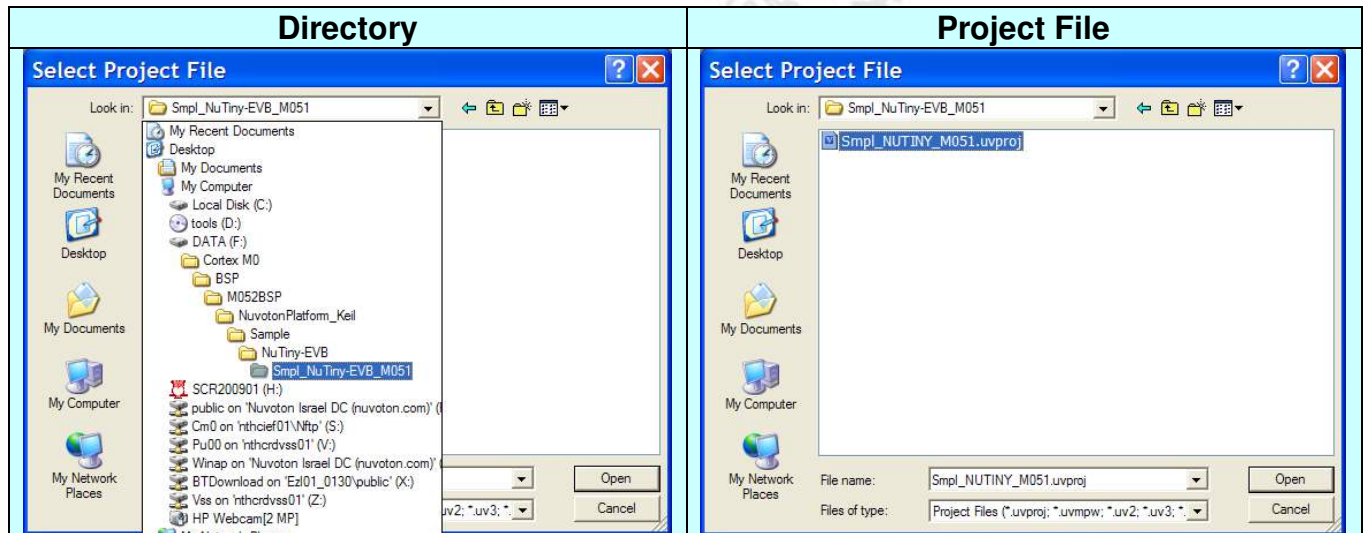 Directory
Project File
Select Project File
Look in: Smpl_NuTiny-EVB_M051
My Recent Documents
Desktop
My Documents
My Computer
Local Disk (C:)
tools (D:)
DATA (F:)
Cortex M0
BSP
M052BSP
NuvotonPlatform_Keil
Sample
NuTiny-EVB
Smpl_NuTiny-EVB_M051
SCR200901 (H:)
public on 'Nuvoton Israel DC (nuvoton.com)'
Cm0 on 'nthcief01\Nftp' (S:)
Pu00 on 'nthcrdvss01' (V:)
Winap on 'Nuvoton Israel DC (nuvoton.com)'
BTDownload on 'Ezl01_0130\public' (X:)
Vss on 'nthcrdvss01' (Z:)
HP Webcam[2 MP]
My Recent
Documents
Desktop
My Documents
My Computer
My Network
Places
Open
uv2; *.uv3; *.
Cancel
Select Project File
Look in: Smpl_NuTiny-EVB_M051
Smpl_NUTINY_M051.uvproj
My Recent
Documents
Desktop
My Documents
My Computer
My Network
Places
File name: Smpl_NUTINY_M051.uvproj
Open
Files of type: Project Files (*.uvproj; *.uvmpw; *.uv2; *.uv3; *.
Cancel